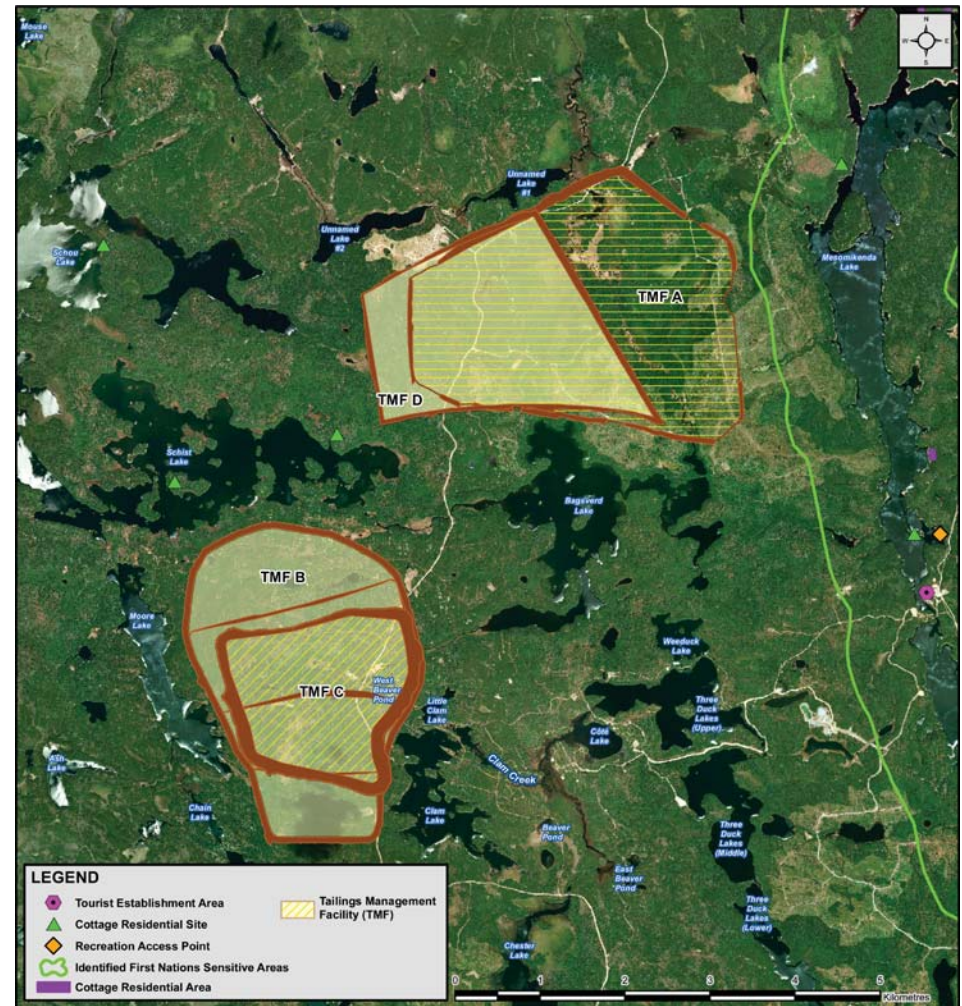 Mouse
Lake
N
W
E
S
Unnamed
Lake
#1
Unnamed
Lake
#2
Schou
Lake
Mesomikenda
Lake
TMF A
TMF D
Schist
Lake
Bagsverd
Lake
TMF B
Moore
Lake
Weeduck
Lake
TMF C
West
Beaver
Pond
Little
Clam
Lake
Three
Duck
Lakes
(Upper)
Côté
Lake
Ash
Lake
Clam Creek
Chain
Lake
Clam
Lake
Beaver
Pond
Three
Duck
Lakes
(Middle)
East
Beaver
Pond
Three
Duck
Lakes
(Lower)
Chester
Lake
LEGEND
Tourist Establishment Area
Cottage Residential Site
Recreation Access Point
Identified First Nations Sensitive Areas
Cottage Residential Area
Tailings Management
Facility (TMF)
0 1 2 3 4 5
Kilometres